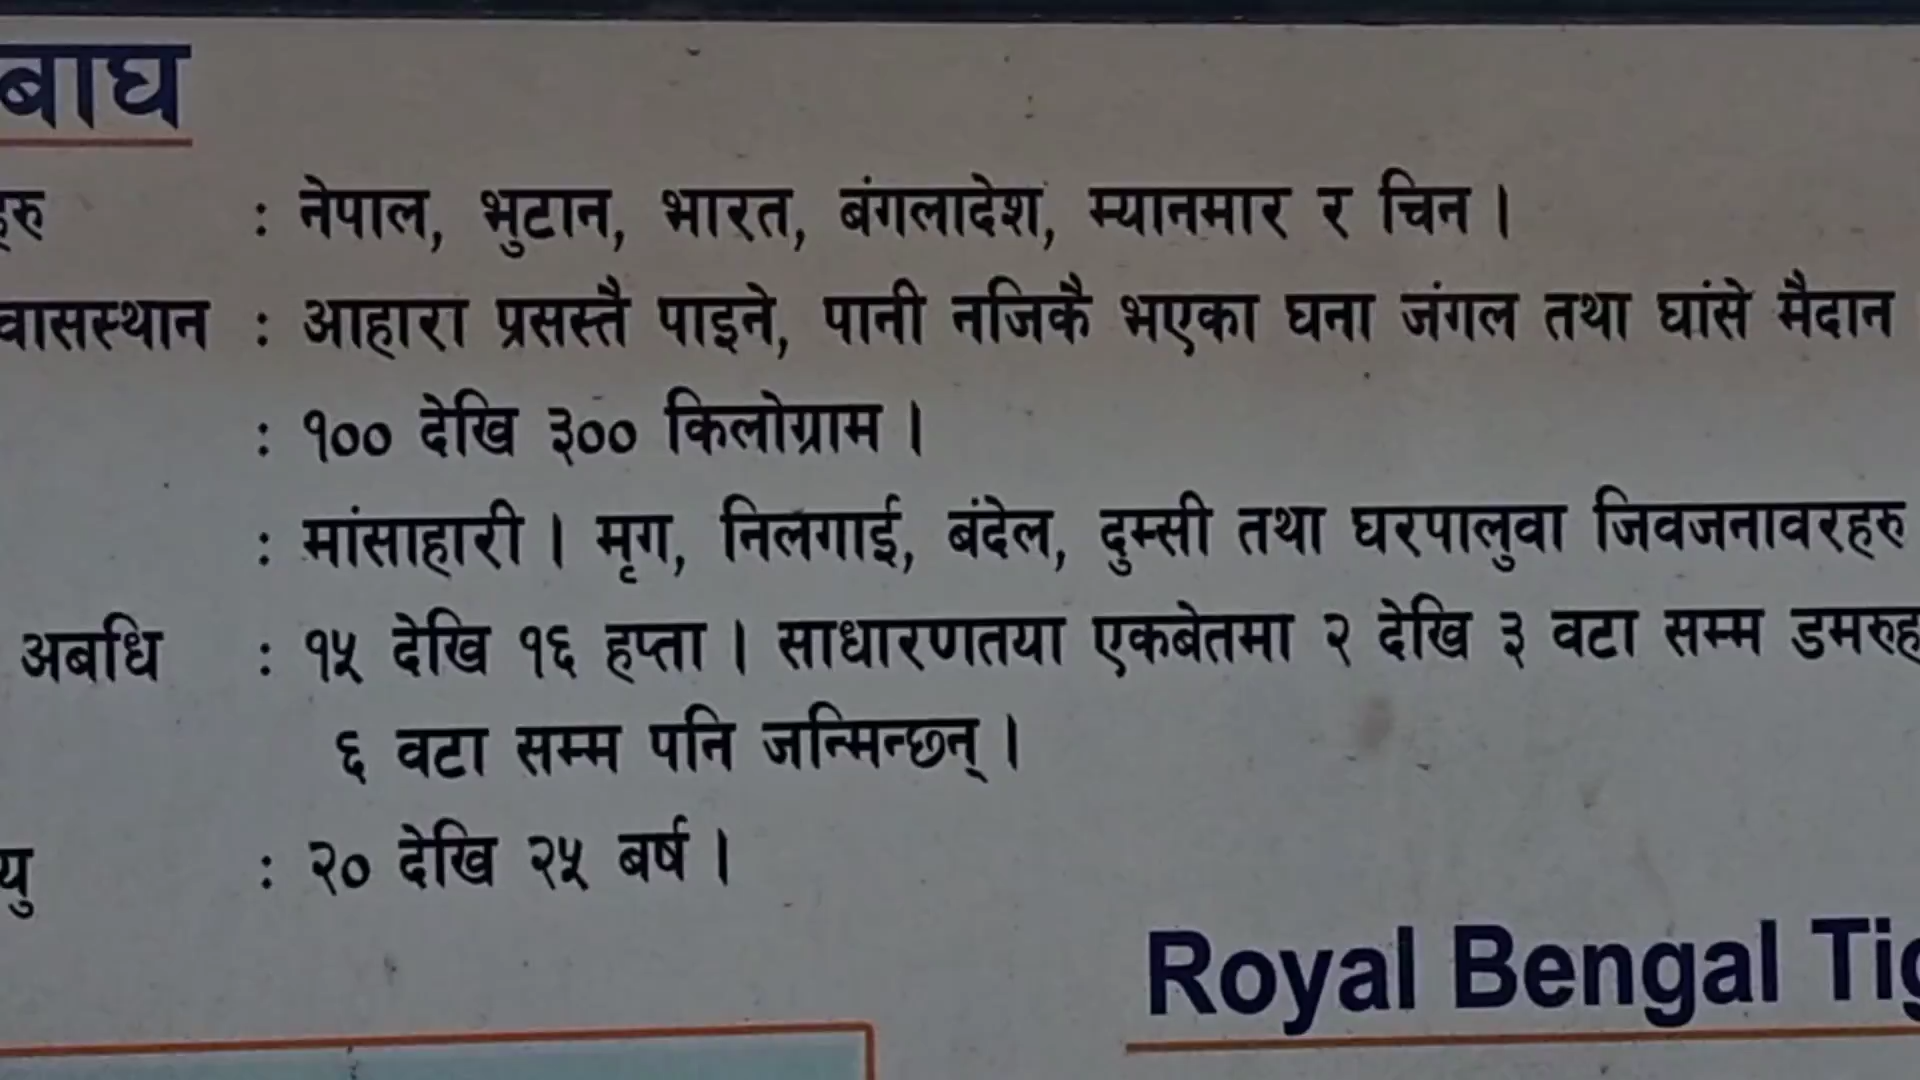 बाघ
: नेपाल, भुटान, भारत, बंगलादेश, म्यानमार र चिन ।
वासस्थान : आहारा प्रसस्तै पाइने, पानी नजिकै भएका घना जंगल तथा घांसे मैदान
: १०० देखि ३०० किलोग्राम ।
: मांसाहारी । मृग, निलगाई, बंदेल, दुम्सी तथा घरपालुवा जिवजनावरहरु
अबधि : १५ देखि १६ हप्ता । साधारणतया एकबेतमा २ देखि ३ वटा सम्म डमरुह
६ वटा सम्म पनि जन्मिन्छन् ।
यु : २० देखि २५ बर्ष ।
Royal Bengal Tig